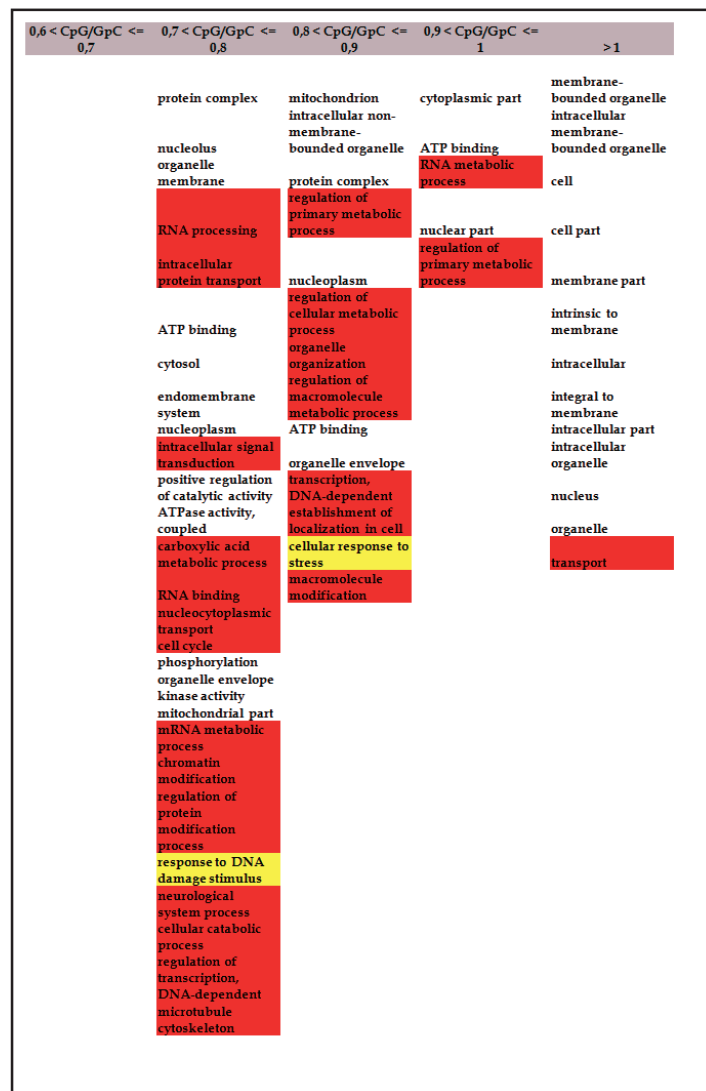 0,6 < CpG/GpC <=
0,7
0,7 < CpG/GpC <=
0,8
protein complex
nucleolus
organelle
membrane
RNA processing
intracellular
protein transport
ATP binding
cytosol
endomembrane
system
nucleoplasm
intracellular signal
transduction
positive regulation
of catalytic activity
ATPase activity,
coupled
carboxylic acid
metabolic process
RNA binding
nucleocytoplasmic
transport
cell cycle
phosphorylation
organelle envelope
kinase activity
mitochondrial part
mRNA metabolic
process
chromatin
modification
regulation of
protein
modification
process
response to DNA
damage stimulus
neurological
system process
cellular catabolic
process
regulation of
transcription,
DNA-dependent
microtubule
cytoskeleton
0,8 < CpG/GpC <=
0,9
mitochondrion
intracellular non-
membrane-
bounded organelle
protein complex
regulation of
primary metabolic
process
nucleoplasm
regulation of
cellular metabolic
process
organelle
organization
regulation of
macromolecule
metabolic process
ATP binding
organelle envelope
transcription,
DNA-dependent
establishment of
localization in cell
cellular response to
stress
macromolecule
modification
0,9 < CpG/GpC <=
1
cytoplasmic part
ATP binding
RNA metabolic
process
nuclear part
regulation of
primary metabolic
process
> 1
membrane-
bounded organelle
intracellular
membrane-
bounded organelle
cell
cell part
membrane part
intrinsic to
membrane
intracellular
integral to
membrane
intracellular part
intracellular
organelle
nucleus
organelle
transport